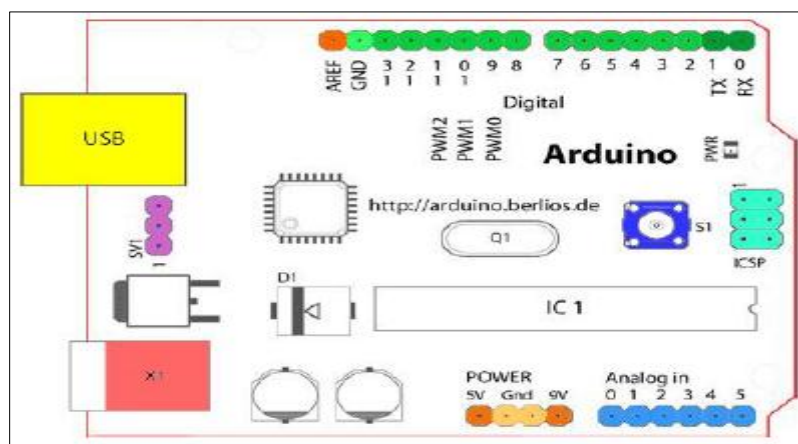 AREF GND 13 12 11 10 9 8 7 6 5 4 3 2 1 0
TX RX
Digital
PWM2 PWM1 PWM0
Arduino
PWR
USB
http://arduino.berlios.de
1
S1
Q1
SV1
1
ICSP
D1
IC 1
X1
POWER
5V Gnd 9V
Analog in
0 1 2 3 4 5